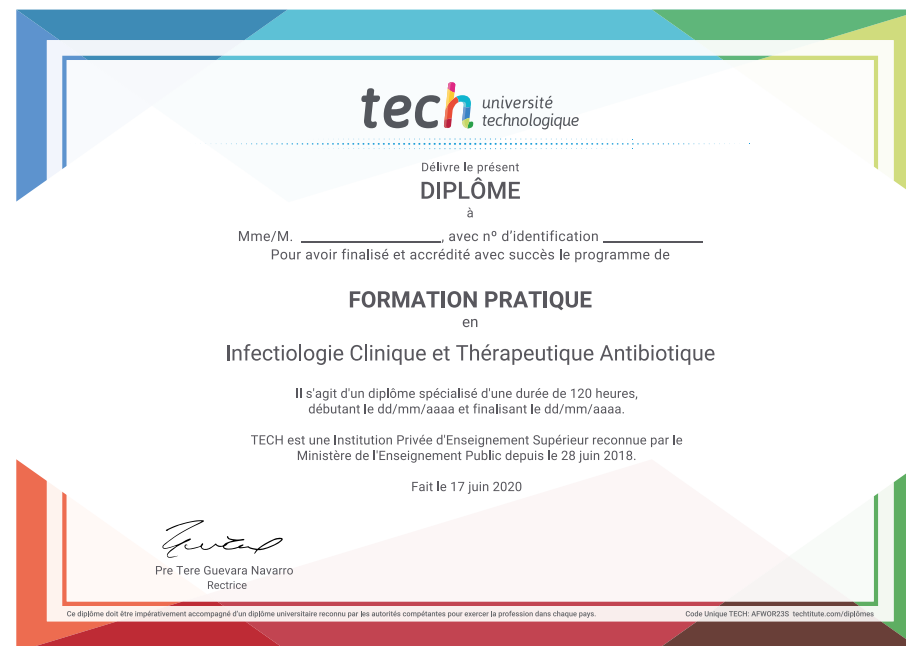 tech université
technologique
Délivre le présent
DIPLÔME
à
Mme/M. ____________________, avec nº d'identification ______________
Pour avoir finalisé et accrédité avec succès le programme de
FORMATION PRATIQUE
en
Infectiologie Clinique et Thérapeutique Antibiotique
Il s'agit d'un diplôme spécialisé d'une durée de 120 heures,
débutant le dd/mm/aaaa et finalisant le dd/mm/aaaa.
TECH est une Institution Privée d'Enseignement Supérieur reconnue par le
Ministère de l'Enseignement Public depuis le 28 juin 2018.
Fait le 17 juin 2020
Pre Tere Guevara Navarro
Rectrice
Ce diplôme doit être impérativement accompagné d'un diplôme universitaire reconnu par les autorités compétantes pour exercer la profession dans chaque pays.
Code Unique TECH: AFWOR23S techtitute.com/diplômes